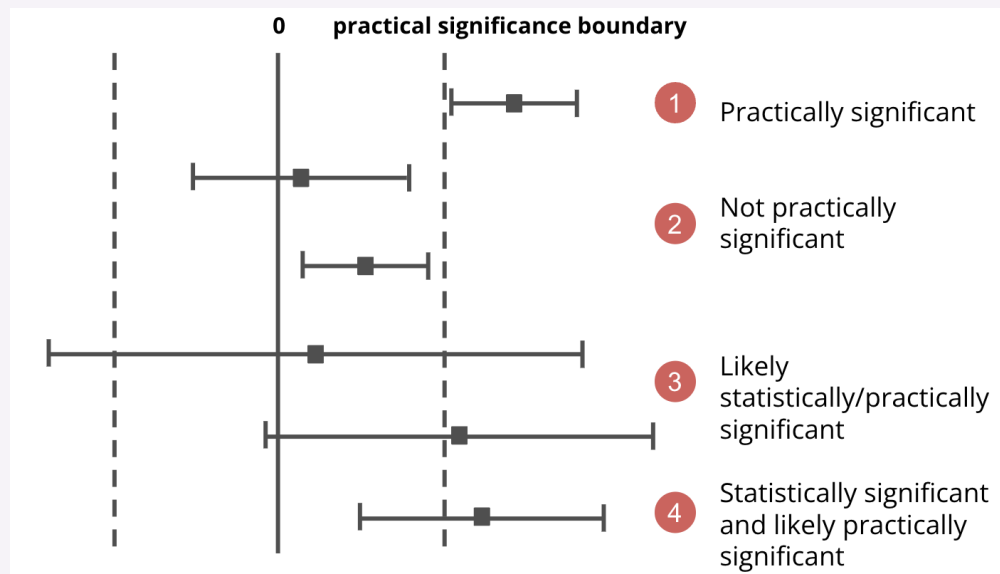 0 practical significance boundary
1 Practically significant
2 Not practically
significant
3 Likely
statistically/practically
significant
4 Statistically significant
and likely practically
significant